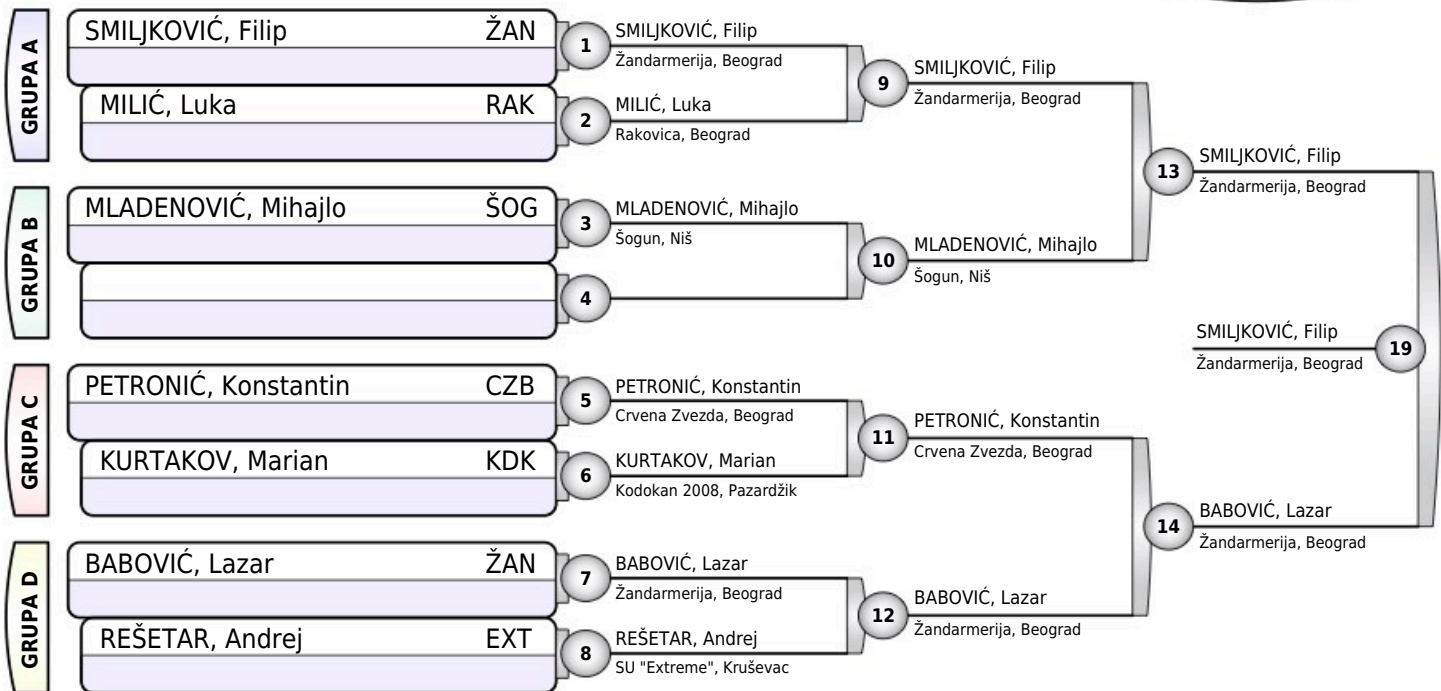 GRUPA A
SMILJKOVIĆ, Filip ŽAN
MILIĆ, Luka RAK
GRUPA B
MLADENOVIĆ, Mihajlo ŠOG
GRUPA C
PETRONIĆ, Konstantin CZB
KURTAKOV, Marian KDK
GRUPA D
BABOVIĆ, Lazar ŽAN
REŠETAR, Andrej EXT
1
SMILJKOVIĆ, Filip
Žandarmerija, Beograd
2
MILIĆ, Luka
Rakovica, Beograd
3
MLADENOVIĆ, Mihajlo
Šogun, Niš
4
5
PETRONIĆ, Konstantin
Crvena Zvezda, Beograd
6
KURTAKOV, Marian
Kodokan 2008, Pazardžik
7
BABOVIĆ, Lazar
Žandarmerija, Beograd
8
REŠETAR, Andrej
SU "Extreme", Kruševac
9
SMILJKOVIĆ, Filip
Žandarmerija, Beograd
10
MLADENOVIĆ, Mihajlo
Šogun, Niš
11
PETRONIĆ, Konstantin
Crvena Zvezda, Beograd
12
BABOVIĆ, Lazar
Žandarmerija, Beograd
13
SMILJKOVIĆ, Filip
Žandarmerija, Beograd
14
BABOVIĆ, Lazar
Žandarmerija, Beograd
SMILJKOVIĆ, Filip
Žandarmerija, Beograd
19